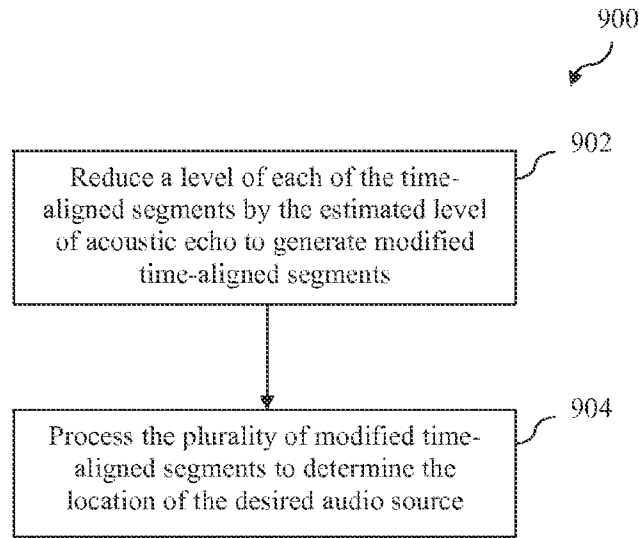 900
902
Reduce a level of each of the time-
aligned segments by the estimated level
of acoustic echo to generate modified
time-aligned segments
904
Process the plurality of modified time-
aligned segments to determine the
location of the desired audio source